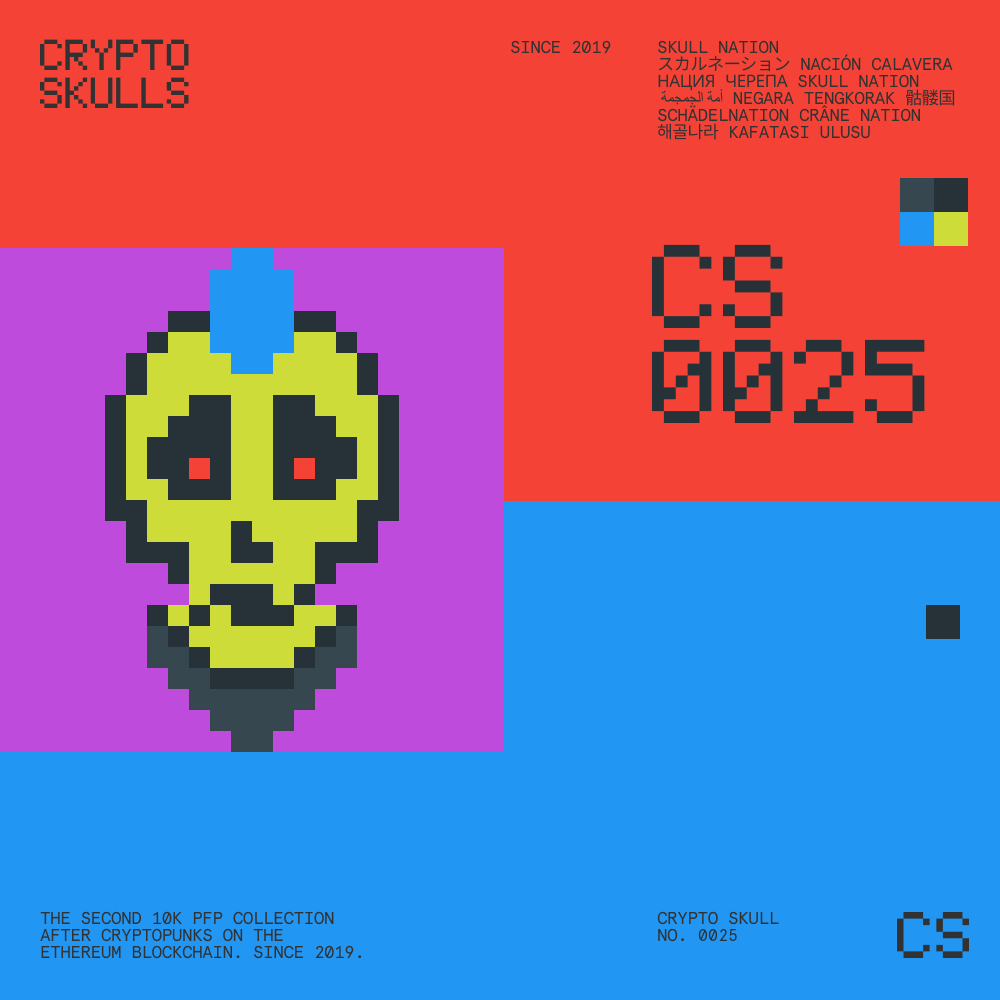 CRYPTO
SKULLS
SINCE 2019
SKULL NATION
スカルネーション NACIÓN CALAVERA
НАЦИЯ ЧЕРЕПА SKULL NATION
أمة الجمجمة NEGARA TENGKORAK 骷髅国
SCHÄDELNATION CRÂNE NATION
해골나라 KAFATASI ULUSU
CS
0025
THE SECOND 10K PFP COLLECTION
AFTER CRYPTOPUNKS ON THE
ETHEREUM BLOCKCHAIN. SINCE 2019.
CRYPTO SKULL
NO. 0025
CS